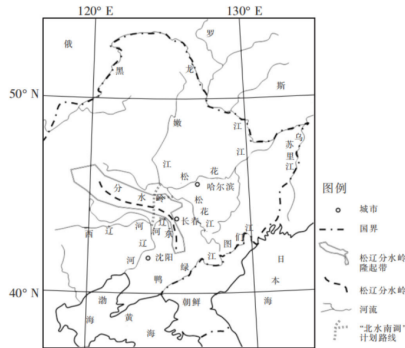 120° E
130° E
俄
罗
斯
黑
龙
江
50° N
嫩
江
乌
苏
里
江
松
花
江
哈尔滨
松
花
江
分
水
岭
长春
西
辽
河
东
辽
河
辽
河
沈阳
图
们
江
鸭
绿
江
朝鲜
日
本
海
40° N
渤
海
黄
海
图例
城市
国界
松辽分水岭
隆起带
松辽分水岭
河流
“北水南调”
计划路线